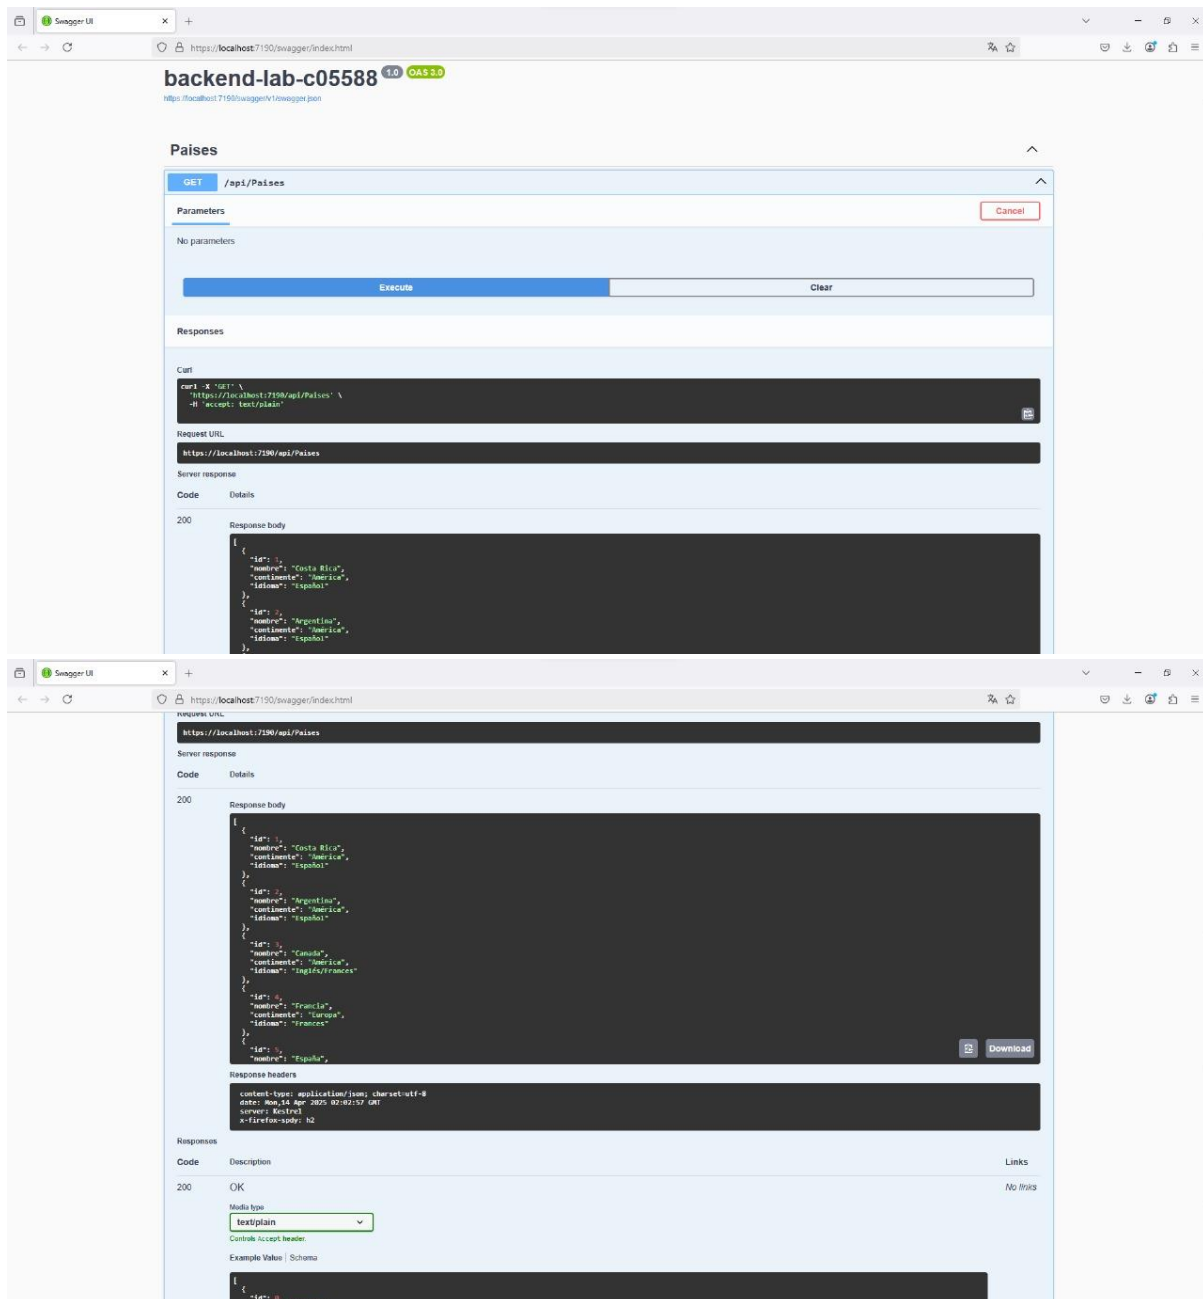 Swagger UI
https://localhost:7190/swagger/index.html
backend-lab-c05588 1.0 OAS 3.0
https://localhost:7190/swagger/v1/swagger.json
Paises
GET /api/Paises
Parameters
Cancel
No parameters
Execute
Clear
Responses
Curl
curl -X 'GET' \
'https://localhost:7190/api/Paises' \
-H 'accept: text/plain'
Request URL
https://localhost:7190/api/Paises
Server response
Code Details
200
Response body
[
{
"id": 1,
"nombre": "Costa Rica",
"continente": "América",
"idioma": "Español"
},
{
"id": 2,
"nombre": "Argentina",
"continente": "América",
"idioma": "Español"
},
Swagger UI
https://localhost:7190/swagger/index.html
Request URL
https://localhost:7190/api/Paises
Server response
Code Details
200
Response body
[
{
"id": 1,
"nombre": "Costa Rica",
"continente": "América",
"idioma": "Español"
},
{
"id": 2,
"nombre": "Argentina",
"continente": "América",
"idioma": "Español"
},
{
"id": 3,
"nombre": "Canada",
"continente": "América",
"idioma": "Inglés/Frances"
},
{
"id": 4,
"nombre": "Francia",
"continente": "Europa",
"idioma": "Frances"
},
{
"id": 5,
"nombre": "España",
Download
Response headers
content-type: application/json; charset=utf-8
date: Mon,14 Apr 2025 02:02:57 GMT
server: Kestrel
x-firefox-spdy: h2
Responses
Code Description Links
200 OK No links
Media type
text/plain
Controls Accept header.
Example Value | Schema
[
{
"id": 0